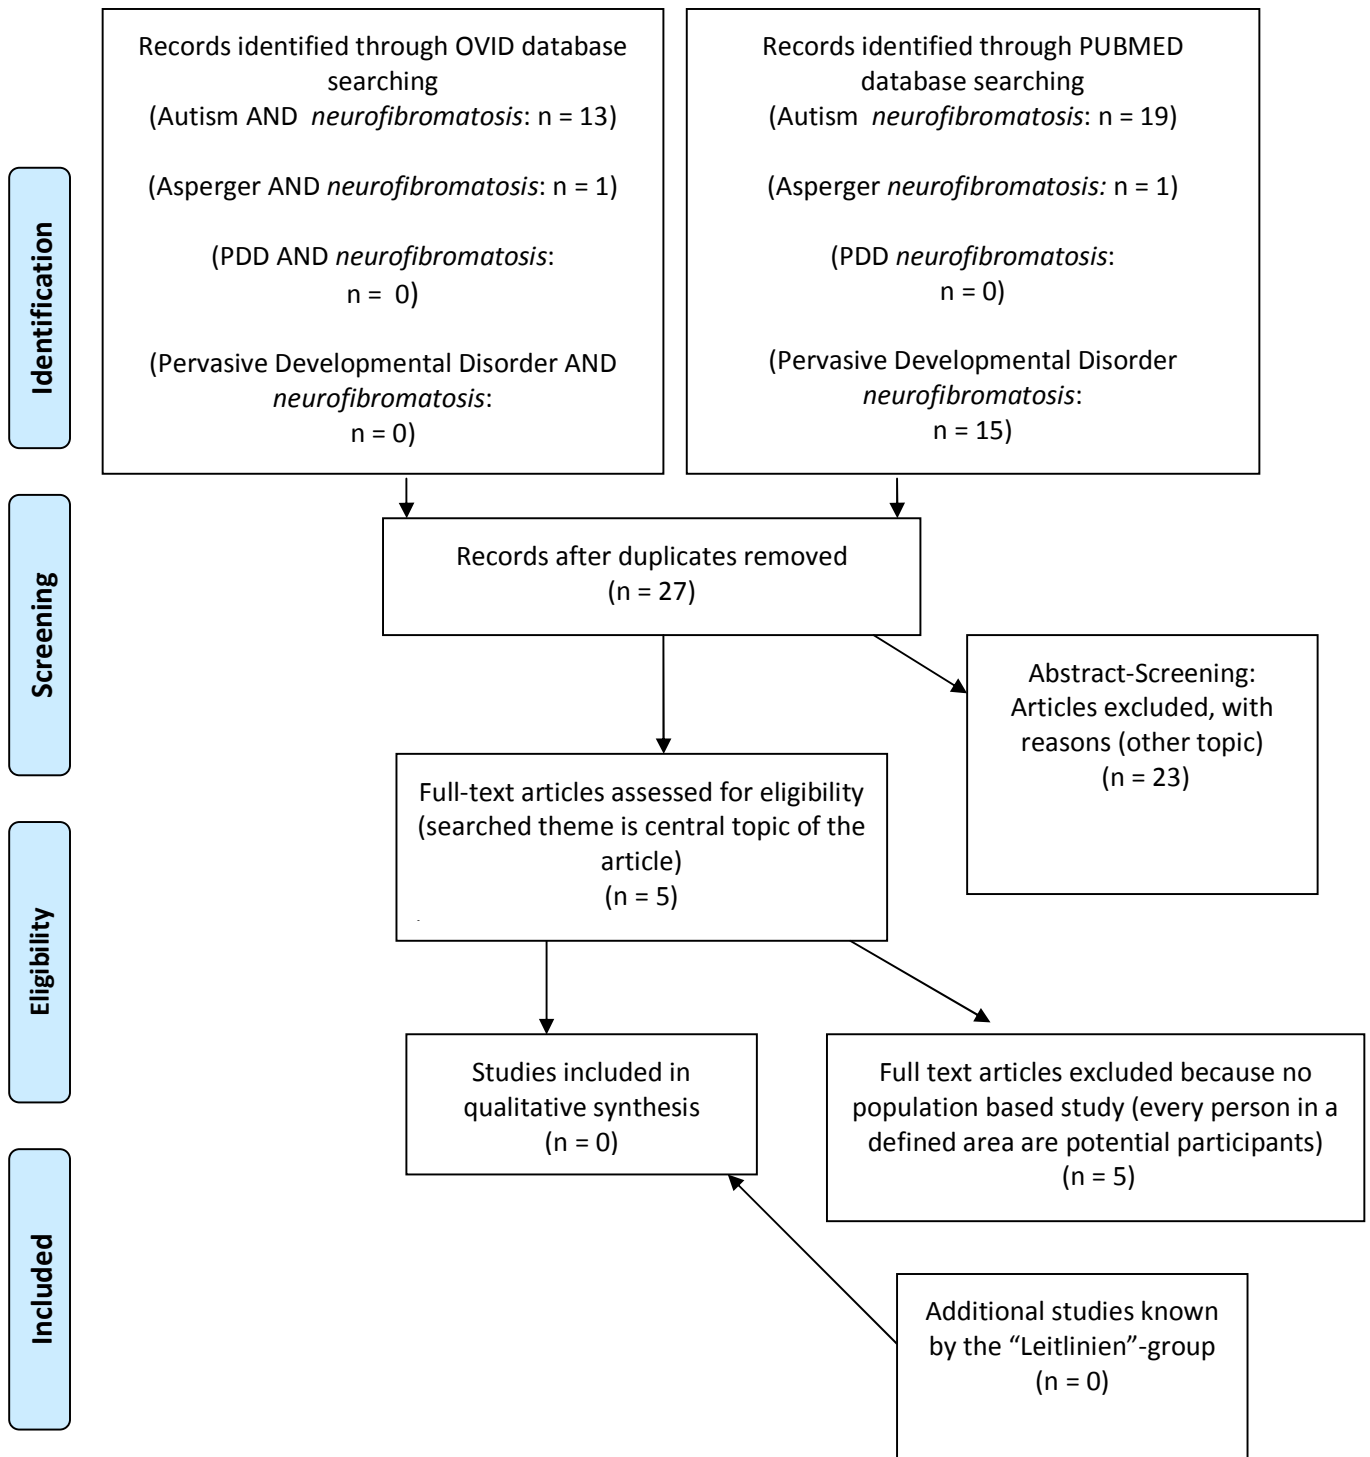 Records identified through OVID database
searching
(Autism AND neurofibromatosis: n = 13)
(Asperger AND neurofibromatosis: n = 1)
(PDD AND neurofibromatosis:
n = 0)
(Pervasive Developmental Disorder AND
neurofibromatosis:
n = 0)
Records identified through PUBMED
database searching
(Autism neurofibromatosis: n = 19)
(Asperger neurofibromatosis: n = 1)
(PDD neurofibromatosis:
n = 0)
(Pervasive Developmental Disorder
neurofibromatosis:
n = 15)
Identification
Records after duplicates removed
(n = 27)
Screening
Abstract-Screening:
Articles excluded, with
reasons (other topic)
(n = 23)
Full-text articles assessed for eligibility
(searched theme is central topic of the
article)
(n = 5)
Eligibility
Studies included in
qualitative synthesis
(n = 0)
Full text articles excluded because no
population based study (every person in a
defined area are potential participants)
(n = 5)
Included
Additional studies known
by the “Leitlinien”-group
(n = 0)